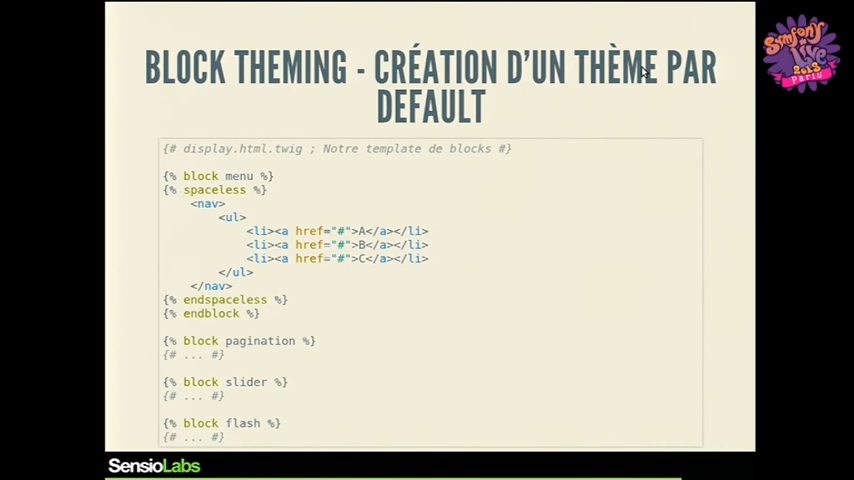 BLOCK THEMING - CRÉATION D'UN THÈME PAR
DEFAULT
{# display.html.twig ; Notre template de blocks #}
{% block menu %}
{% spaceless %}
<nav>
<ul>
<li><a href="#">A</a></li>
<li><a href="#">B</a></li>
<li><a href="#">C</a></li>
</ul>
</nav>
{% endspaceless %}
{% endblock %}
{% block pagination %}
{# ... #}
{% block slider %}
{# ... #}
{% block flash %}
{# ... #}
SensioLabs
Symfony
Live
2013
Paris